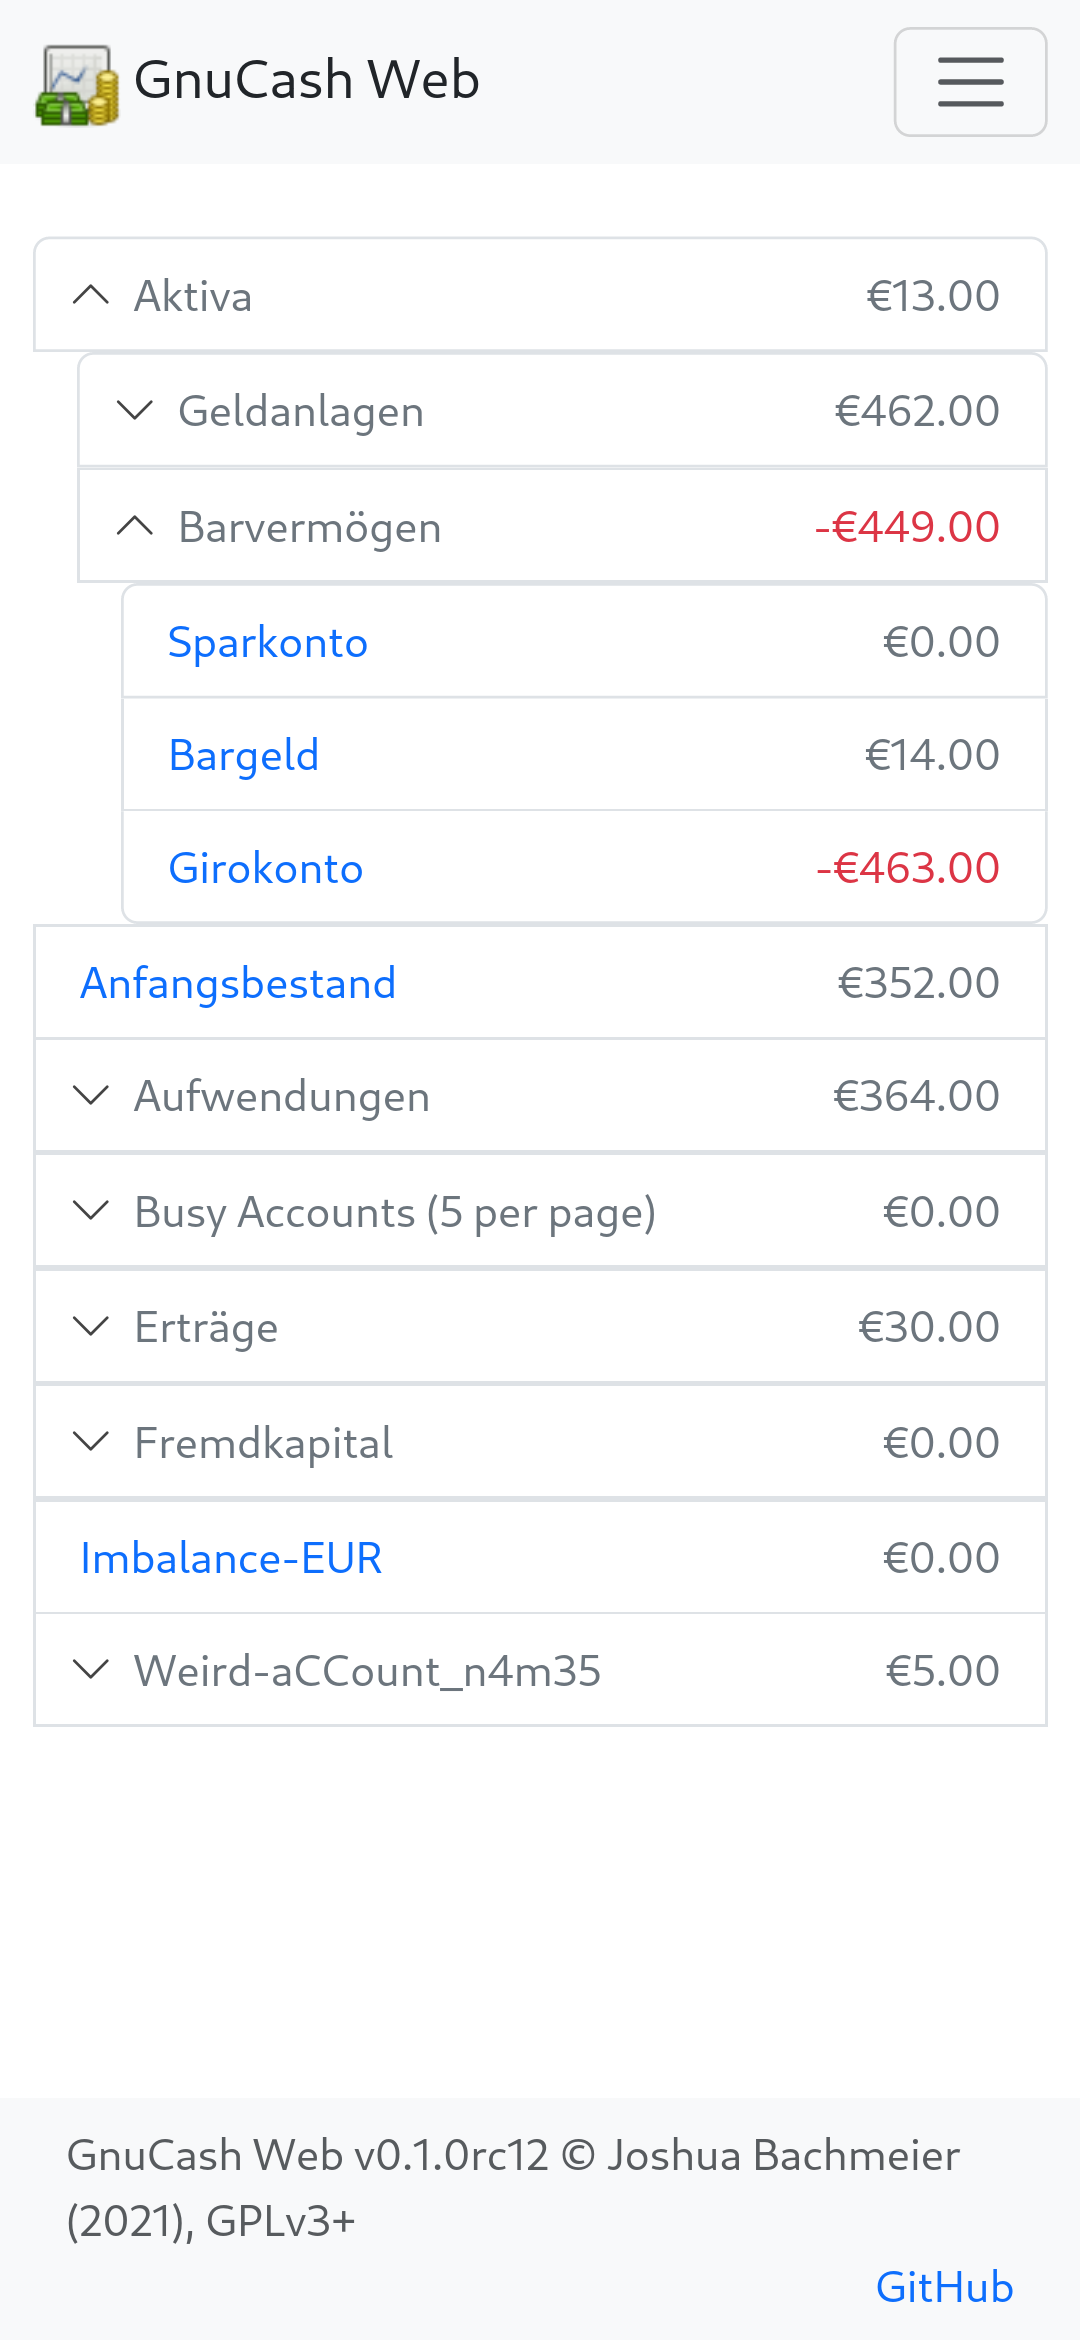 GnuCash Web
Aktiva €13.00
Geldanlagen €462.00
Barvermögen -€449.00
Sparkonto €0.00
Bargeld €14.00
Girokonto -€463.00
Anfangsbestand €352.00
Aufwendungen €364.00
Busy Accounts (5 per page) €0.00
Erträge €30.00
Fremdkapital €0.00
Imbalance-EUR €0.00
Weird-aCCount_n4m35 €5.00
GnuCash Web v0.1.0rc12 © Joshua Bachmeier
(2021), GPLv3+
GitHub